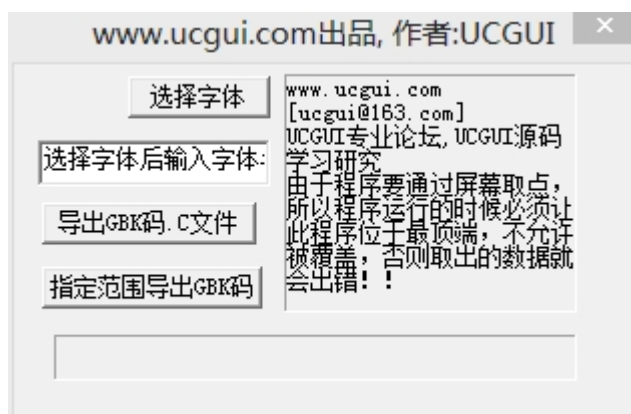 www.ucgui.com出品, 作者:UCGUI
选择字体
选择字体后输入字体
导出GBK码.C文件
指定范围导出GBK码
www.ucgui.com
[ucgui@163.com]
UCGUI专业论坛,UCGUI源码
学习研究
由于程序要通过屏幕取点，
所以程序运行的时候必须让
此程序位于最顶端，不允许
被覆盖，否则取出的数据就
会出错！！